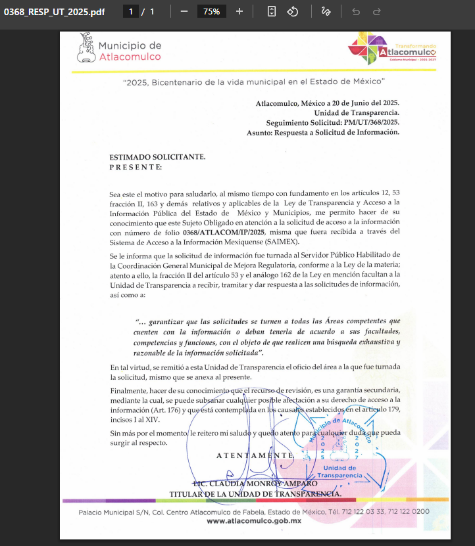 0368_RESP_UT_2025.pdf
1 / 1
75%
Municipio de
Atlacomulco
Atlacomulco
"2025, Bicentenario de la vida municipal en el Estado de México"
Atlacomulco, México a 20 de Junio del 2025.
Unidad de Transparencia.
Seguimiento Solicitud: PM/UT/368/2025.
Asunto: Respuesta a Solicitud de Información.
ESTIMADO SOLICITANTE.
P R E S E N T E:
Sea este el motivo para saludarlo, al mismo tiempo con fundamento en los artículos 12, 53
fracción II, 163 y demás relativos y aplicables de la Ley de Transparencia y Acceso a la
Información Pública del Estado de México y Municipios, me permito hacer de su
conocimiento que este Sujeto Obligado en atención a la solicitud de acceso a la información
con número de folio 0368/ATLACOM/IP/2025, misma que fuera recibida a través del
Sistema de Acceso a la Información Mexiquense (SAIMEX).
Se le informa que la solicitud de información fue turnada al Servidor Público Habilitado de
la Coordinación General Municipal de Mejora Regulatoria, conforme a la Ley de la materia;
atento a ello, la fracción II del artículo 53 y el análogo 162 de la Ley en mención facultan a la
Unidad de Transparencia a recibir, tramitar y dar respuesta a las solicitudes de información,
así como a:
"... garantizar que las solicitudes se turnen a todas las Áreas competentes que
cuenten con la información o deban tenerla de acuerdo a sus facultades,
competencias y funciones, con el objeto de que realicen una búsqueda exhaustiva y
razonable de la información solicitada".
En tal virtud, se remitió a esta Unidad de Transparencia el oficio del área a la que fue turnada
la solicitud, mismo que se anexa al presente.
Finalmente, hacer de su conocimiento que el recurso de revisión, es una garantía secundaria,
mediante la cual, se puede subsanar cualquier posible afectación a su derecho de acceso a la
información (Art. 176) y que está contemplada en los causales establecidos en el artículo 179,
incisos I al XIV.
Sin más por el momento le reitero mi saludo y quedo atento para cualquier duda que pueda
surgir al respecto.
A T E N T A M E N T E
LIC. CLAUDIA MONROY AMPARO
TITULAR DE LA UNIDAD DE TRANSPARENCIA.
Municipio de Atlacomulco
Unidad de
Transparencia
Palacio Municipal S/N, Col. Centro Atlacomulco de Fabela, Estado de México, Tél. 712 122 03 33, 712 122 0200
www.atlacomulco.gob.mx